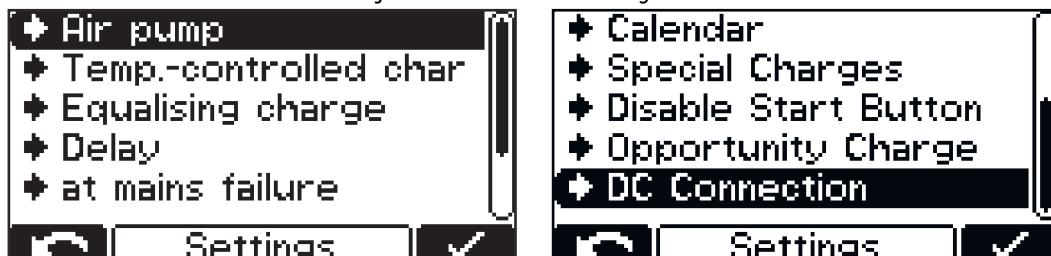 Air pump
Temp.-controlled char
Equalising charge
Delay
at mains failure
Settings
Calendar
Special Charges
Disable Start Button
Opportunity Charge
DC Connection
Settings